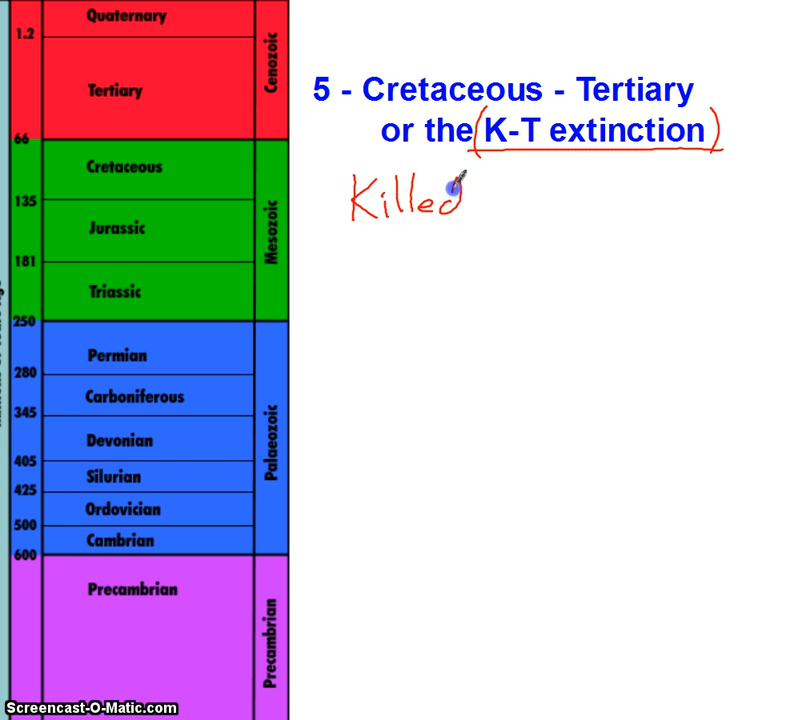 Quaternary
1.2
Cenozoic
Tertiary
5 - Cretaceous - Tertiary
or the (K-T extinction)
66
Cretaceous
Killed
135
Mesozoic
Jurassic
181
Triassic
250
Permian
280
Carboniferous
345
Palaeozoic
Devonian
405
Silurian
425
Ordovician
500
Cambrian
600
Precambrian
Precambrian
Screencast-O-Matic.com